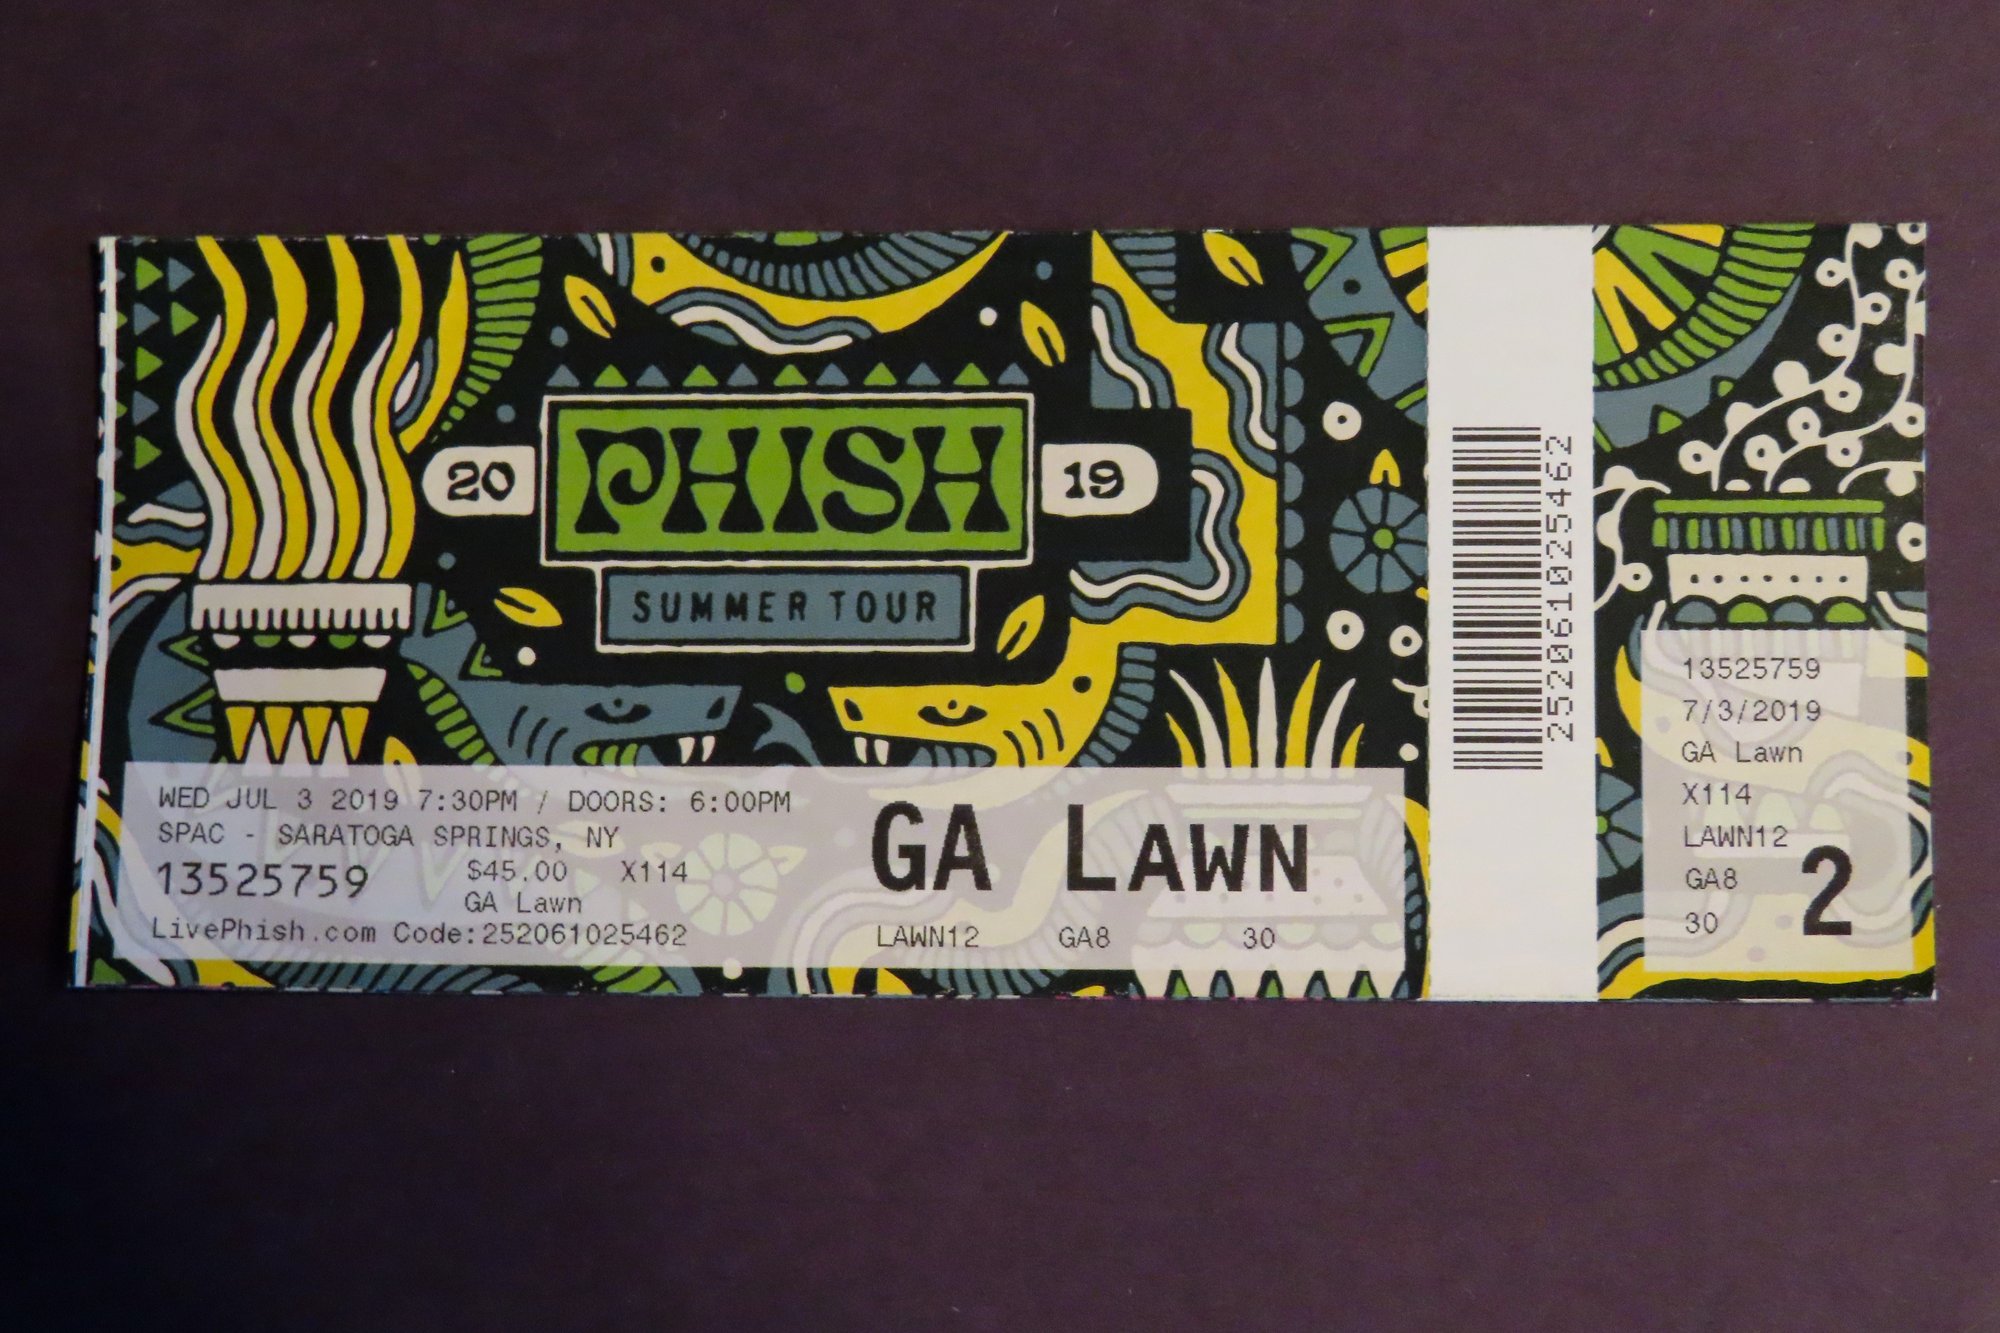 20 PHISH 19
SUMMER TOUR
WED JUL 3 2019 7:30PM / DOORS: 6:00PM
SPAC - SARATOGA SPRINGS, NY
13525759 $45.00 X114
GA Lawn
LivePhish.com Code:252061025462
GA LAWN
LAWN12 GA8 30
252061025462
13525759
7/3/2019
GA Lawn
X114
LAWN12
GA8
30
2